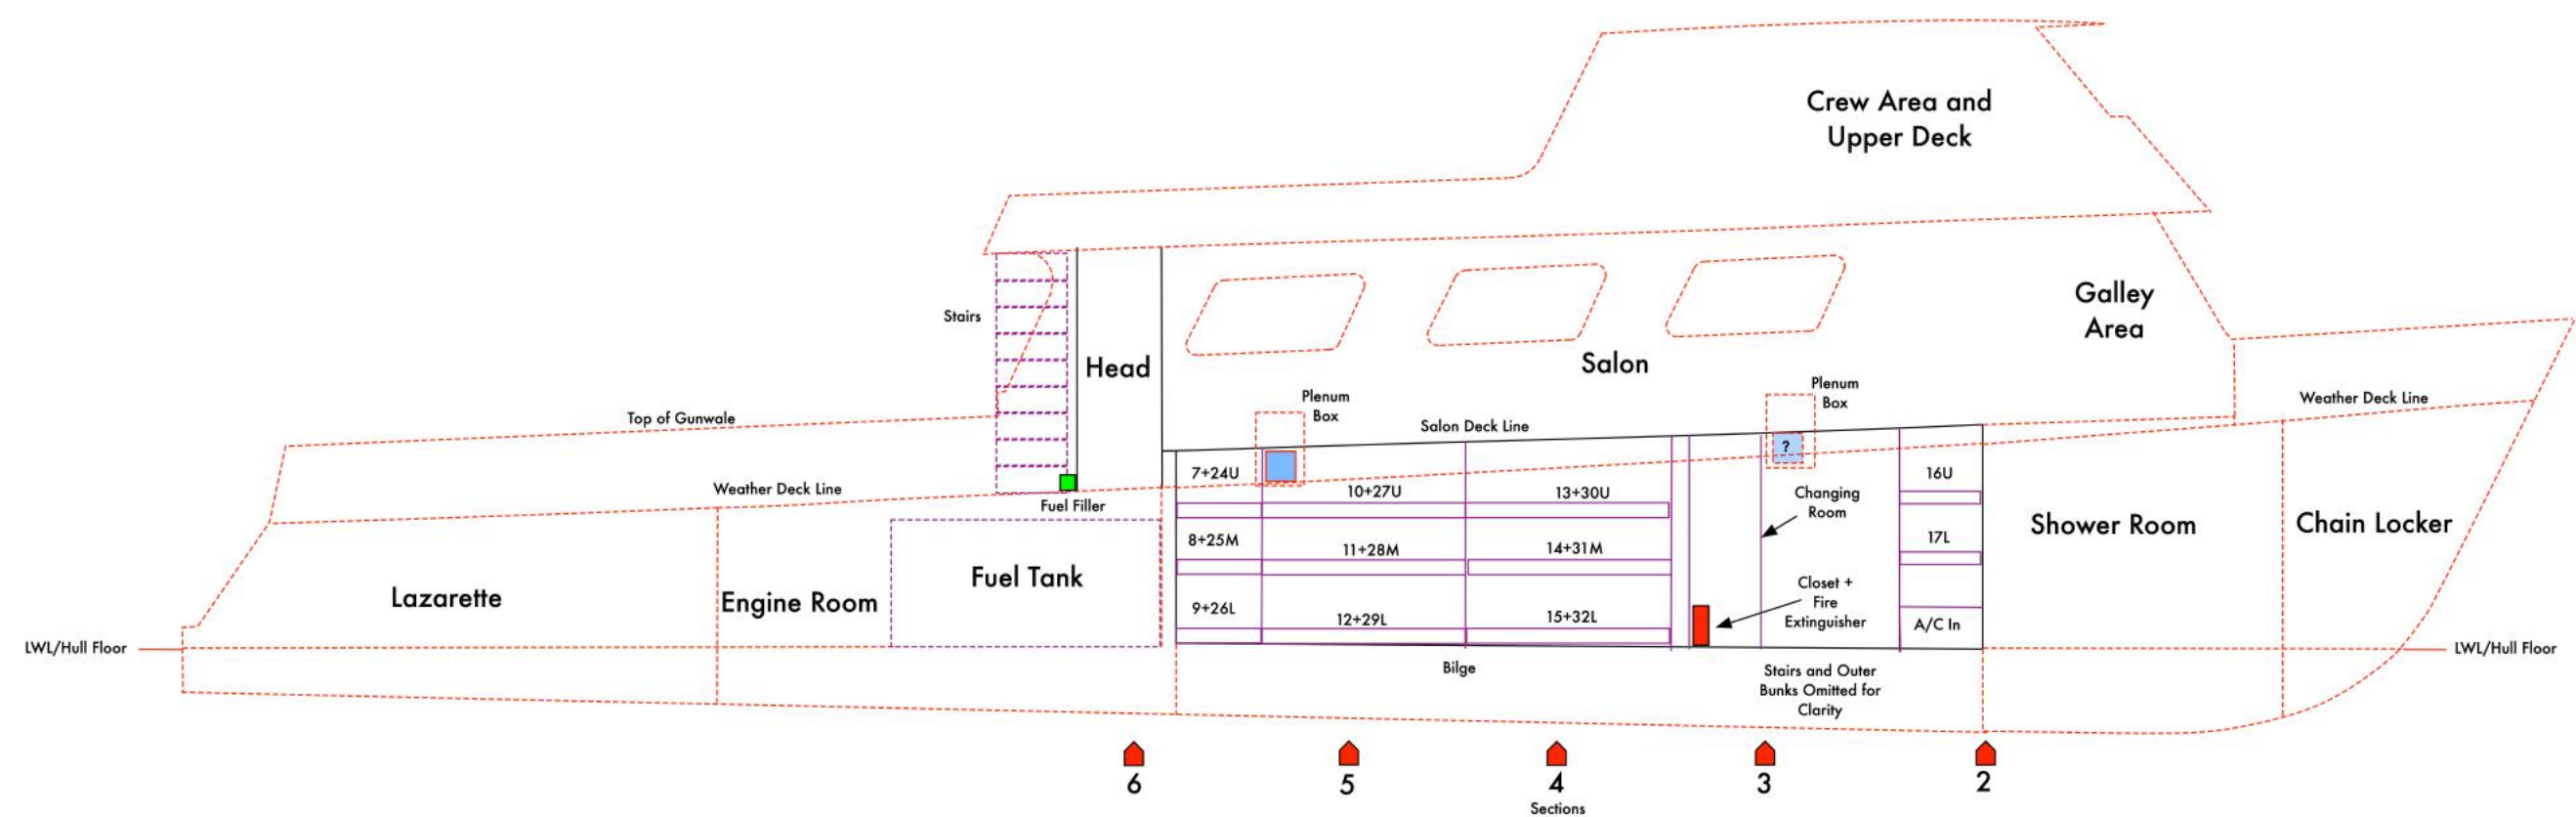 Crew Area and
Upper Deck
Galley
Area
Stairs
Head
Salon
Plenum
Box
Plenum
Box
Top of Gunwale
Salon Deck Line
Weather Deck Line
?
7+24U
16U
Weather Deck Line
10+27U
13+30U
Changing
Room
Fuel Filler
Shower Room
Chain Locker
8+25M
11+28M
14+31M
17L
Fuel Tank
Lazarette
Engine Room
9+26L
12+29L
15+32L
Closet +
Fire
Extinguisher
A/C In
LWL/Hull Floor
LWL/Hull Floor
Bilge
Stairs and Outer
Bunks Omitted for
Clarity
6
5
4
3
2
Sections